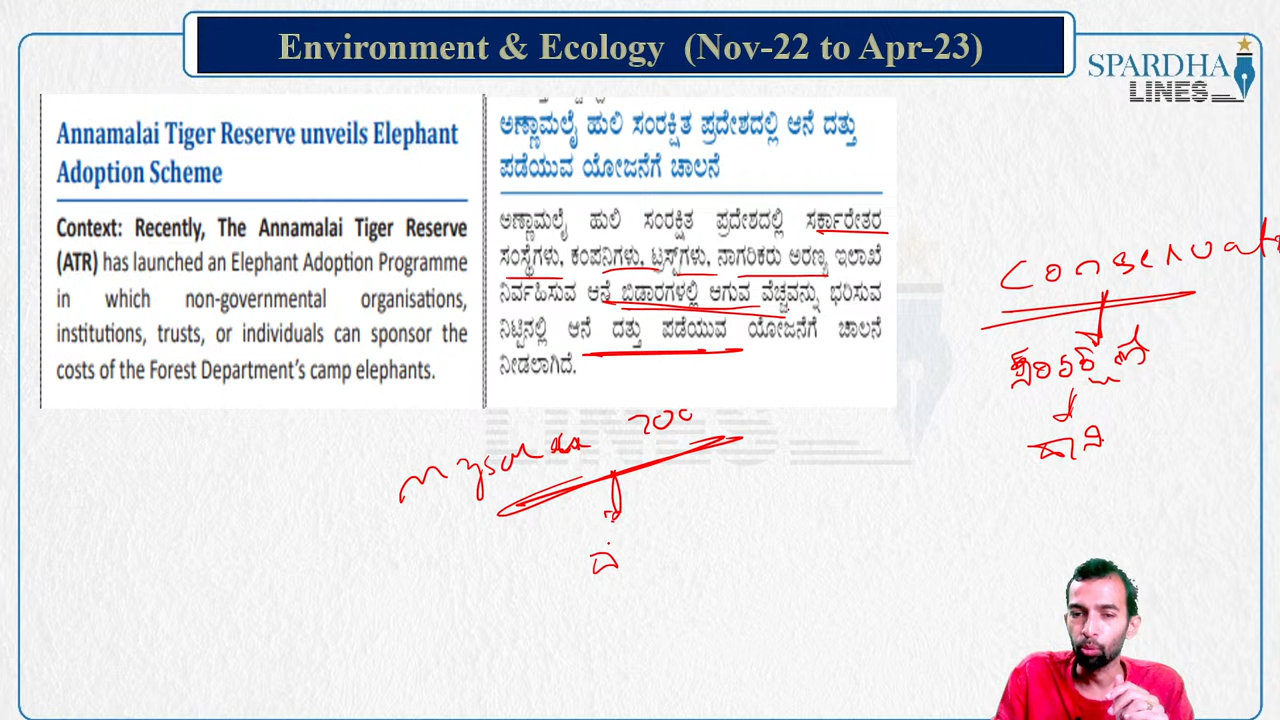 Environment & Ecology (Nov-22 to Apr-23)
SPARDHA
LINES
Annamalai Tiger Reserve unveils Elephant
Adoption Scheme
Context: Recently, The Annamalai Tiger Reserve
(ATR) has launched an Elephant Adoption Programme
in which non-governmental organisations,
institutions, trusts, or individuals can sponsor the
costs of the Forest Department's camp elephants.
ಅಣ್ಣಾಮಲೈ ಹುಲಿ ಸಂರಕ್ಷಿತ ಪ್ರದೇಶದಲ್ಲಿ ಆನೆ ದತ್ತು
ಪಡೆಯುವ ಯೋಜನೆಗೆ ಚಾಲನೆ
ಅಣ್ಣಾಮಲೈ ಹುಲಿ ಸಂರಕ್ಷಿತ ಪ್ರದೇಶದಲ್ಲಿ ಸರ್ಕಾರೇತರ
ಸಂಸ್ಥೆಗಳು, ಕಂಪನಿಗಳು, ಟ್ರಸ್ಟ್‌ಗಳು, ನಾಗರಿಕರು ಅರಣ್ಯ ಇಲಾಖೆ
ನಿರ್ವಹಿಸುವ ಆನೆ ಬಿಡಾರಗಳಲ್ಲಿ ಆಗುವ ವೆಚ್ಚವನ್ನು ಭರಿಸುವ
ನಿಟ್ಟಿನಲ್ಲಿ ಆನೆ ದತ್ತು ಪಡೆಯುವ ಯೋಜನೆಗೆ ಚಾಲನೆ
ನೀಡಲಾಗಿದೆ.
LINES
zoo